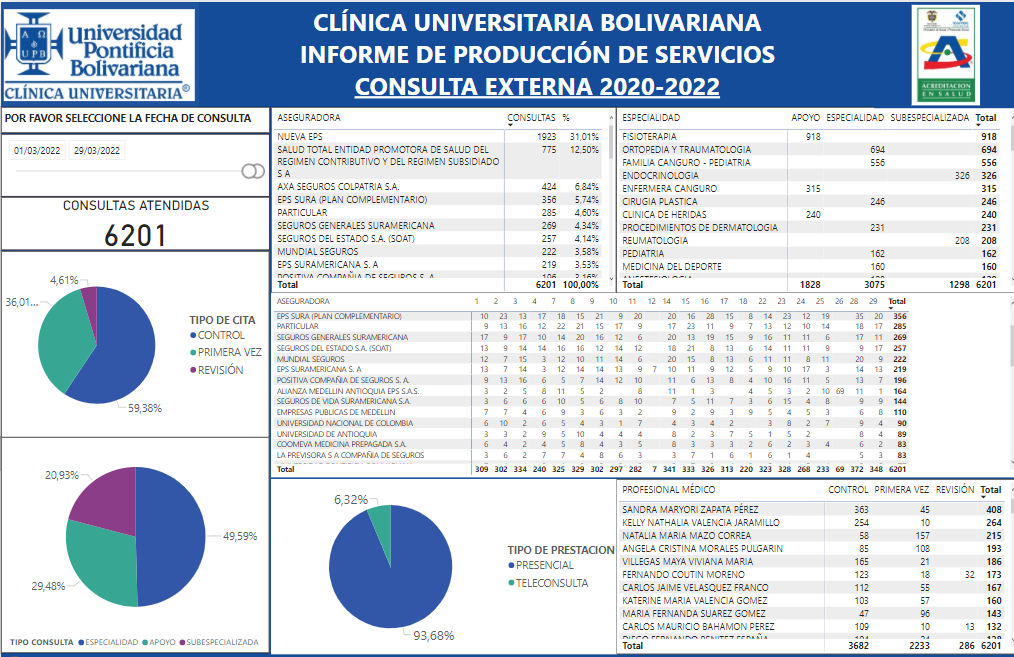 Universidad
Pontificia
Bolivariana
CLÍNICA UNIVERSITARIA®
CLÍNICA UNIVERSITARIA BOLIVARIANA
INFORME DE PRODUCCIÓN DE SERVICIOS
CONSULTA EXTERNA 2020-2022
ACREDITACIÓN
EN SALUD
POR FAVOR SELECCIONE LA FECHA DE CONSULTA
01/03/2022 29/03/2022
CONSULTAS ATENDIDAS
6201
4,61%
36,01...
59,38%
TIPO DE CITA
CONTROL
PRIMERA VEZ
REVISIÓN
20,93%
49,59%
29,48%
TIPO CONSULTA ESPECIALIDAD APOYO SUBESPECIALIZADA
ASEGURADORA CONSULTAS %
NUEVA EPS 1923 31,01%
SALUD TOTAL ENTIDAD PROMOTORA DE SALUD DEL 775 12,50%
REGIMEN CONTRIBUTIVO Y DEL REGIMEN SUBSIDIADO
S A
AXA SEGUROS COLPATRIA S.A. 424 6,84%
EPS SURA (PLAN COMPLEMENTARIO) 356 5,74%
PARTICULAR 285 4,60%
SEGUROS GENERALES SURAMERICANA 269 4,34%
SEGUROS DEL ESTADO S.A. (SOAT) 257 4,14%
MUNDIAL SEGUROS 222 3,58%
EPS SURAMERICANA S. A 219 3,53%
POSITIVA COMPAÑIA DE SEGUROS S. A. 196 3,16%
Total 6201 100,00%
ESPECIALIDAD APOYO ESPECIALIDAD SUBESPECIALIZADA Total
FISIOTERAPIA 918 918
ORTOPEDIA Y TRAUMATOLOGIA 694 694
FAMILIA CANGURO - PEDIATRIA 556 556
ENDOCRINOLOGIA 326 326
ENFERMERA CANGURO 315 315
CIRUGIA PLASTICA 246 246
CLINICA DE HERIDAS 240 240
PROCEDIMIENTOS DE DERMATOLOGIA 231 231
REUMATOLOGIA 208 208
PEDIATRIA 162 162
MEDICINA DEL DEPORTE 160 160
Total 1828 3075 1298 6201
ASEGURADORA 1 2 3 4 7 8 9 10 11 12 14 15 16 17 18 22 23 24 25 26 28 29 Total
EPS SURA (PLAN COMPLEMENTARIO) 10 23 13 17 18 15 21 9 20 20 16 28 15 8 14 23 12 19 35 20 356
PARTICULAR 9 13 16 12 22 21 15 17 9 17 23 11 9 7 13 12 10 14 18 17 285
SEGUROS GENERALES SURAMERICANA 17 9 17 10 14 20 16 12 6 20 13 19 15 9 16 11 11 6 17 11 269
SEGUROS DEL ESTADO S.A. (SOAT) 13 9 14 14 16 16 12 14 12 18 21 8 13 6 14 11 11 9 9 17 257
MUNDIAL SEGUROS 12 7 15 3 12 10 11 14 6 20 15 8 13 6 11 11 8 11 20 9 222
EPS SURAMERICANA S. A 13 7 14 3 12 14 14 13 9 7 10 11 9 12 5 9 10 17 3 14 13 219
POSITIVA COMPAÑIA DE SEGUROS S. A. 9 13 16 6 5 7 14 12 10 11 6 13 8 4 10 16 11 5 13 7 196
ALIANZA MEDELLIN ANTIOQUIA EPS S.A.S. 3 2 5 8 11 5 2 8 11 1 3 4 5 3 2 10 69 11 1 164
SEGUROS DE VIDA SURAMERICANA S.A. 3 6 6 6 10 5 6 8 10 7 5 11 7 3 6 15 4 8 9 9 144
EMPRESAS PUBLICAS DE MEDELLIN 7 7 4 6 9 3 6 3 2 9 2 9 3 9 5 4 5 3 6 8 110
UNIVERSIDAD NACIONAL DE COLOMBIA 6 10 2 6 5 4 3 1 7 4 3 4 2 3 8 2 7 9 4 90
UNIVERSIDAD DE ANTIOQUIA 3 3 2 9 5 10 4 4 4 8 2 3 7 5 1 5 2 8 4 89
COOMEVA MEDICINA PREPAGADA S.A. 6 4 2 4 5 8 4 3 5 8 3 3 3 2 6 2 3 4 6 2 83
LA PREVISORA S A COMPAÑIA DE SEGUROS 3 6 2 7 7 4 8 6 3 3 7 1 6 1 6 1 4 5 3 83
Total 309 302 334 240 325 329 302 297 282 7 341 333 326 313 220 323 328 268 233 69 372 348 6201
6,32%
93,68%
TIPO DE PRESTACION
PRESENCIAL
TELECONSULTA
PROFESIONAL MÉDICO CONTROL PRIMERA VEZ REVISIÓN Total
SANDRA MARYORI ZAPATA PÉREZ 363 45 408
KELLY NATHALIA VALENCIA JARAMILLO 254 10 264
NATALIA MARIA MAZO CORREA 58 157 215
ANGELA CRISTINA MORALES PULGARIN 85 108 193
VILLEGAS MAYA VIVIANA MARIA 165 21 186
FERNANDO COUTIN MORENO 123 18 32 173
CARLOS JAIME VELASQUEZ FRANCO 112 55 167
KATERINE MARIA VALENCIA GOMEZ 103 57 160
MARIA FERNANDA SUAREZ GOMEZ 47 96 143
CARLOS MAURICIO BAHAMON PEREZ 109 10 13 132
DIEGO FERNANDO BENITEZ ESPAÑA 104 24 128
Total 3682 2233 286 6201